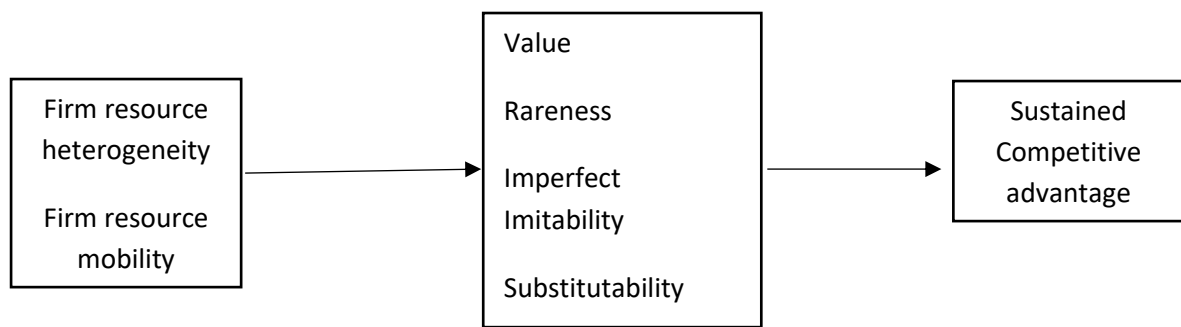 Firm resource
heterogeneity
Firm resource
mobility
Value
Rareness
Imperfect
Imitability
Substitutability
Sustained
Competitive
advantage